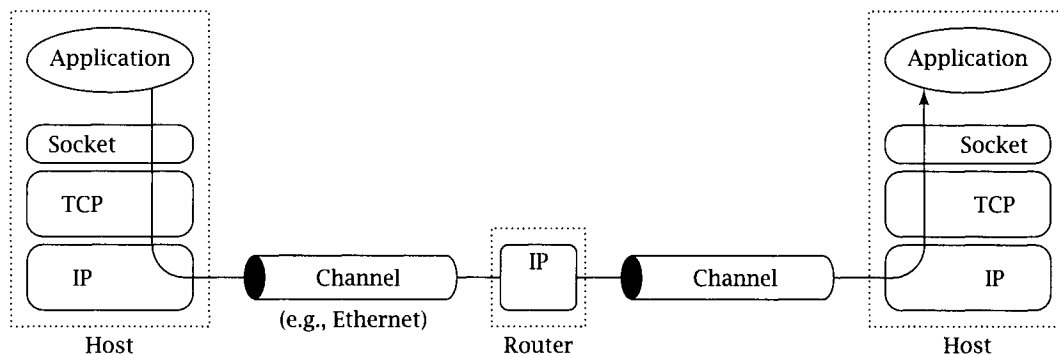 Application
Socket
TCP
IP
Host
Channel
(e.g., Ethernet)
IP
Router
Channel
Application
Socket
TCP
IP
Host